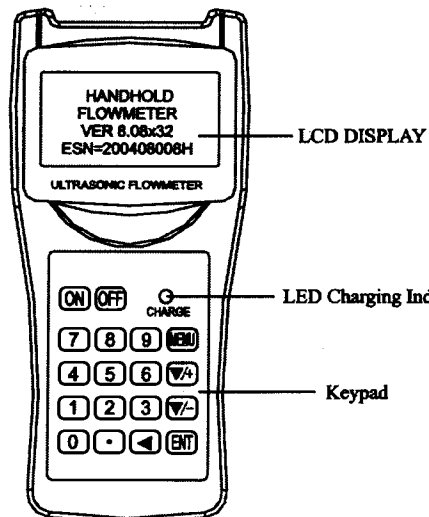 HANDHOLD
FLOWMETER
VER 8.08x32
ESN=200408008H
LCD DISPLAY
ULTRASONIC FLOWMETER
ON OFF
CHARGE
LED Charging Ind
7 8 9 MENU
4 5 6 ▼/+
Keypad
1 2 3 ▼/-
0 • ◄ ENT